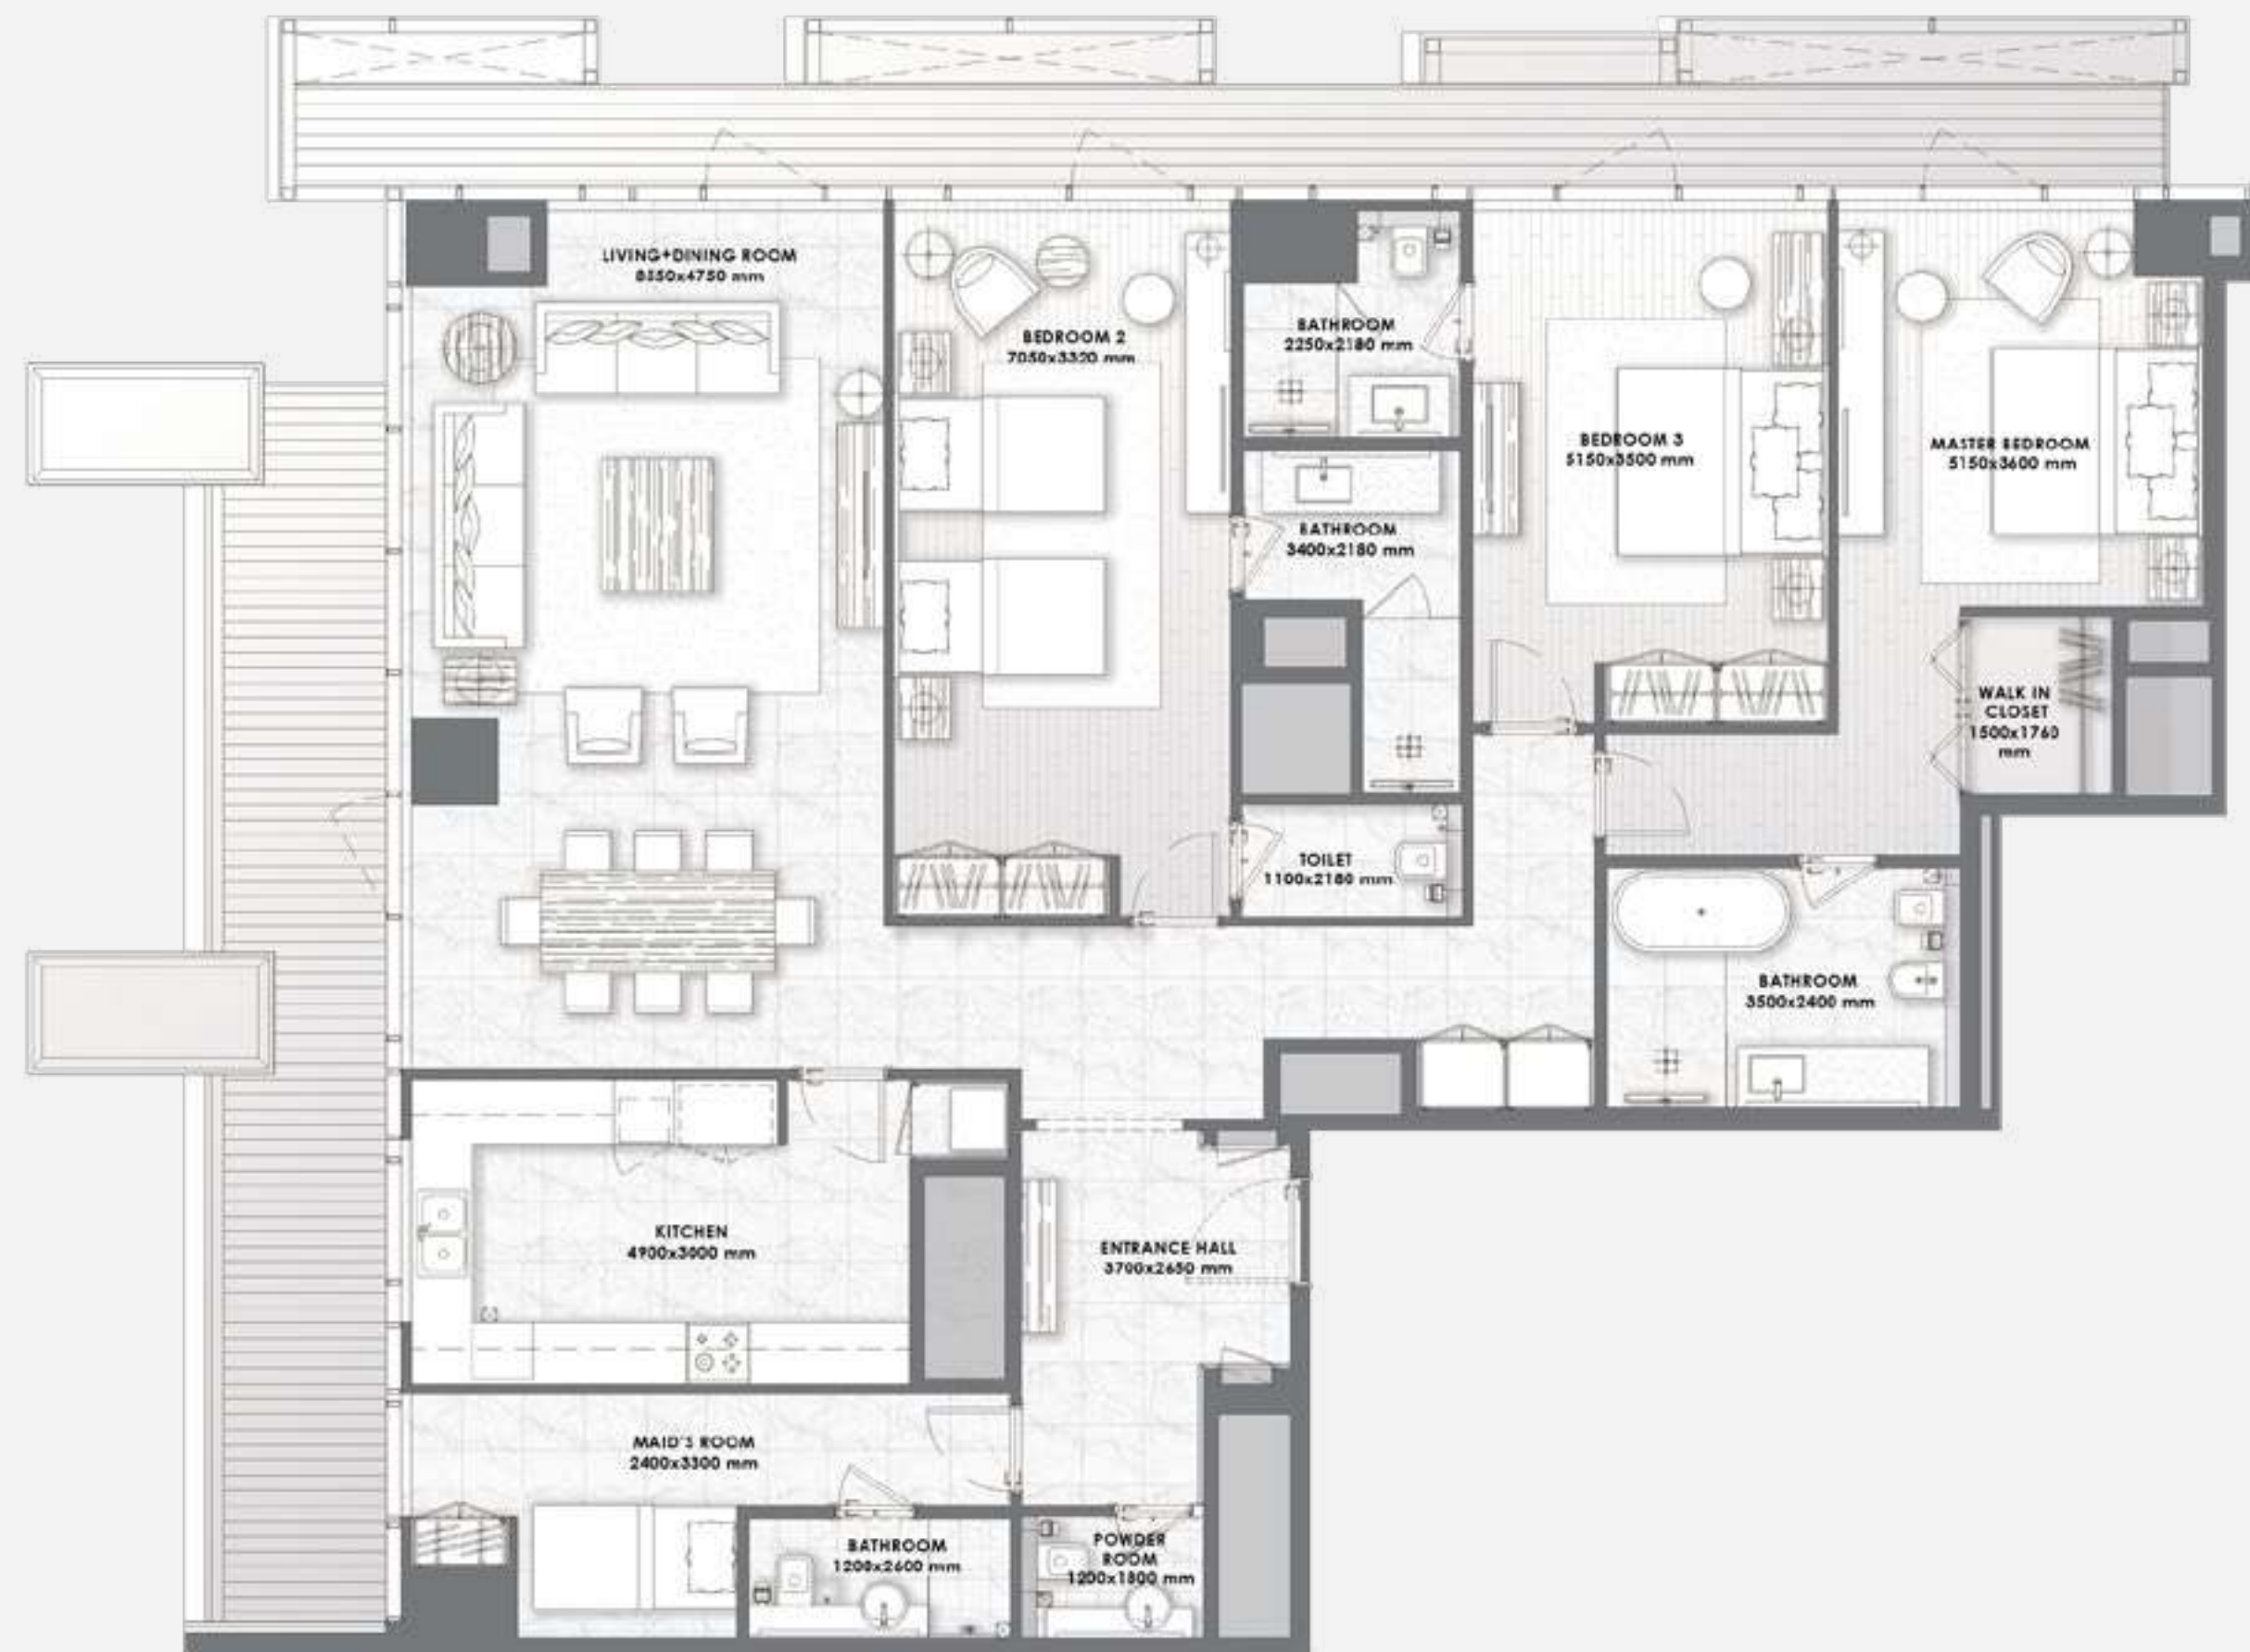 LIVING+DINING ROOM
8550x4750 mm
BEDROOM 2
7050x3320 mm
BATHROOM
2250x2180 mm
BEDROOM 3
5150x3500 mm
MASTER BEDROOM
5150x3600 mm
BATHROOM
3400x2180 mm
WALK IN
CLOSET
1500x1760
mm
TOILET
1100x2180 mm
BATHROOM
3500x2400 mm
KITCHEN
4900x3000 mm
ENTRANCE HALL
3700x2650 mm
MAID'S ROOM
2400x3300 mm
BATHROOM
1200x2600 mm
POWDER
ROOM
1200x1800 mm